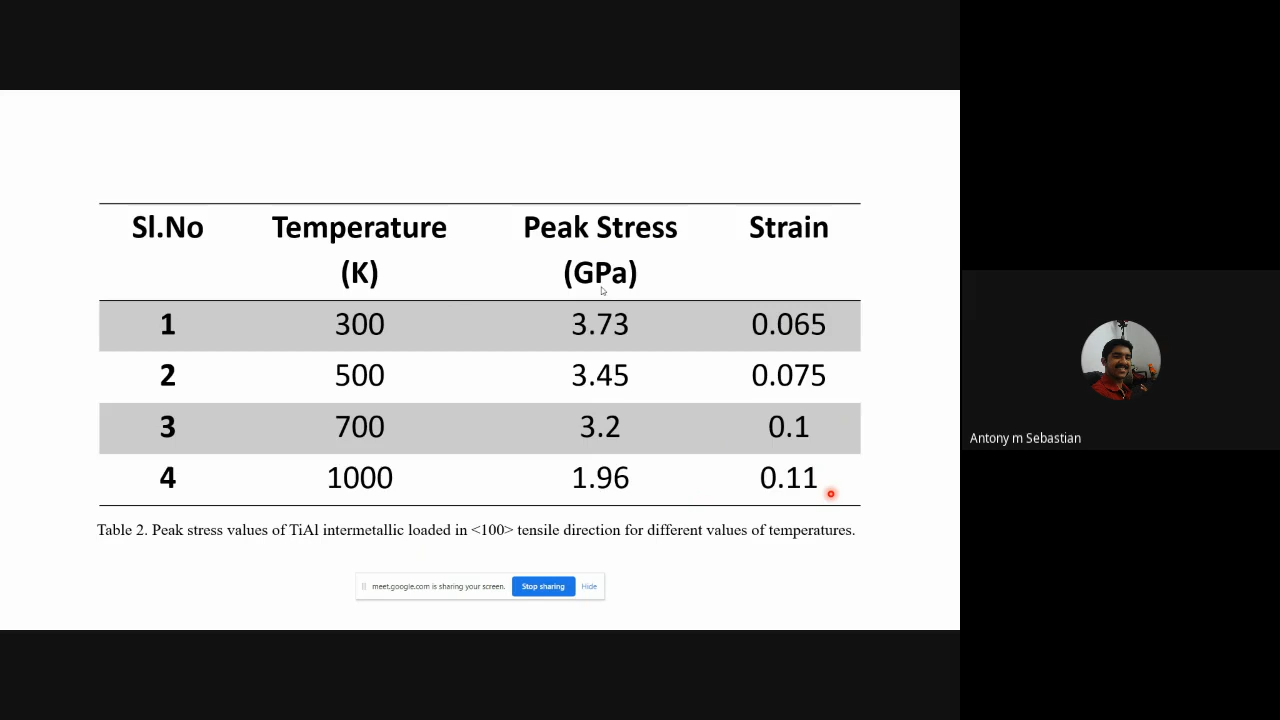 Sl.No Temperature (K) Peak Stress (GPa) Strain
1 300 3.73 0.065
2 500 3.45 0.075
3 700 3.2 0.1
4 1000 1.96 0.11
Table 2. Peak stress values of TiAl intermetallic loaded in <100> tensile direction for different values of temperatures.
meet.google.com is sharing your screen. Stop sharing Hide
Antony m Sebastian